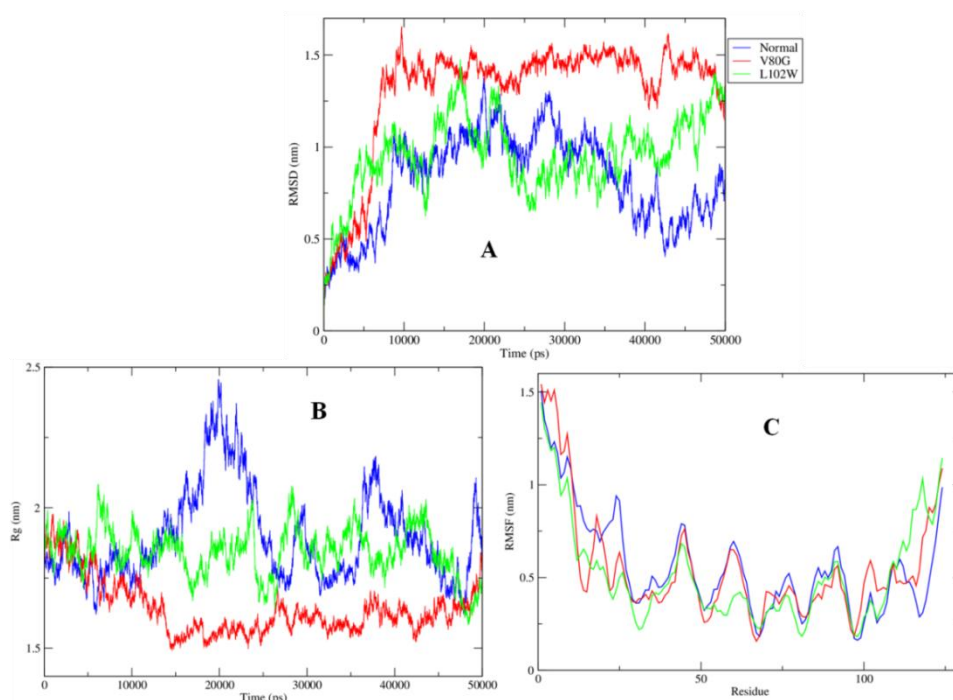 1.5
1
0.5
0
RMSD (nm)
0 10000 20000 30000 40000 50000
Time (ps)
A
Normal
V80G
L102W
2.5
2
1.5
Rg (nm)
0 10000 20000 30000 40000 50000
Time (ps)
B
1.5
1
0.5
0
RMSF (nm)
50 100
Residue
C